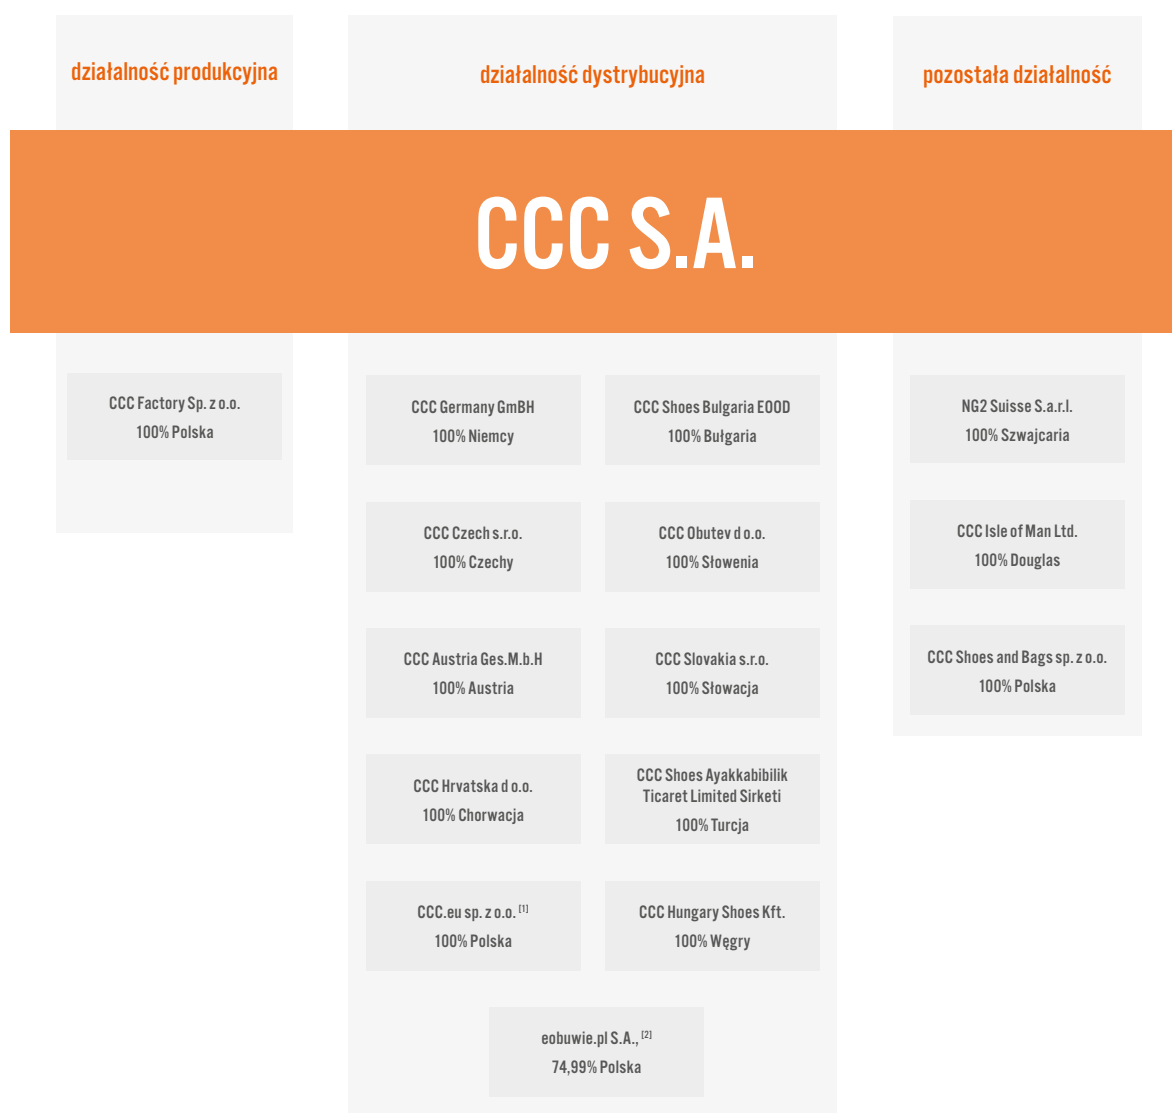 działalność produkcyjna
działalność dystrybucyjna
pozostała działalność
CCC S.A.
CCC Factory Sp. z o.o.
100% Polska
CCC Germany GmBH
100% Niemcy
CCC Shoes Bulgaria EOOD
100% Bułgaria
NG2 Suisse S.a.r.l.
100% Szwajcaria
CCC Czech s.r.o.
100% Czechy
CCC Obutev d o.o.
100% Słowenia
CCC Isle of Man Ltd.
100% Douglas
CCC Austria Ges.M.b.H
100% Austria
CCC Slovakia s.r.o.
100% Słowacja
CCC Shoes and Bags sp. z o.o.
100% Polska
CCC Hrvatska d o.o.
100% Chorwacja
CCC Shoes Ayakkabibilik
Ticaret Limited Sirketi
100% Turcja
CCC.eu sp. z o.o. [1]
100% Polska
CCC Hungary Shoes Kft.
100% Węgry
eobuwie.pl S.A., [2]
74,99% Polska